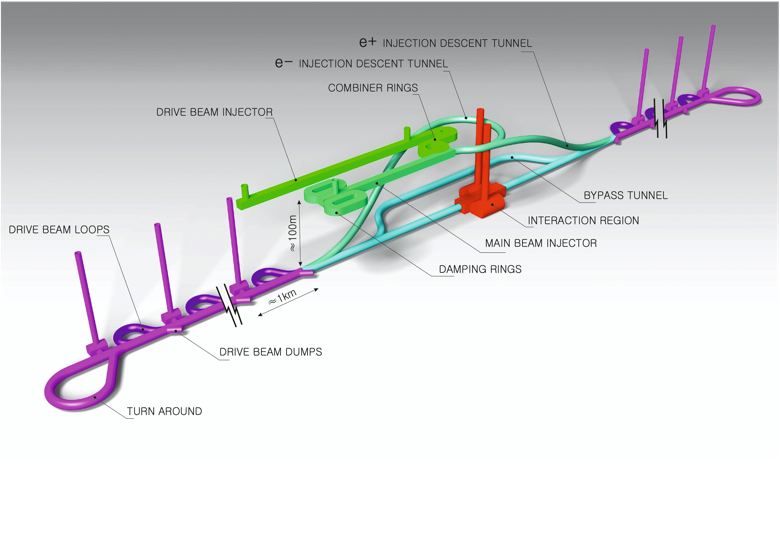 e+ INJECTION DESCENT TUNNEL
e− INJECTION DESCENT TUNNEL
COMBINER RINGS
DRIVE BEAM INJECTOR
BYPASS TUNNEL
INTERACTION REGION
DRIVE BEAM LOOPS
≈100m
MAIN BEAM INJECTOR
DAMPING RINGS
≈1km
DRIVE BEAM DUMPS
TURN AROUND